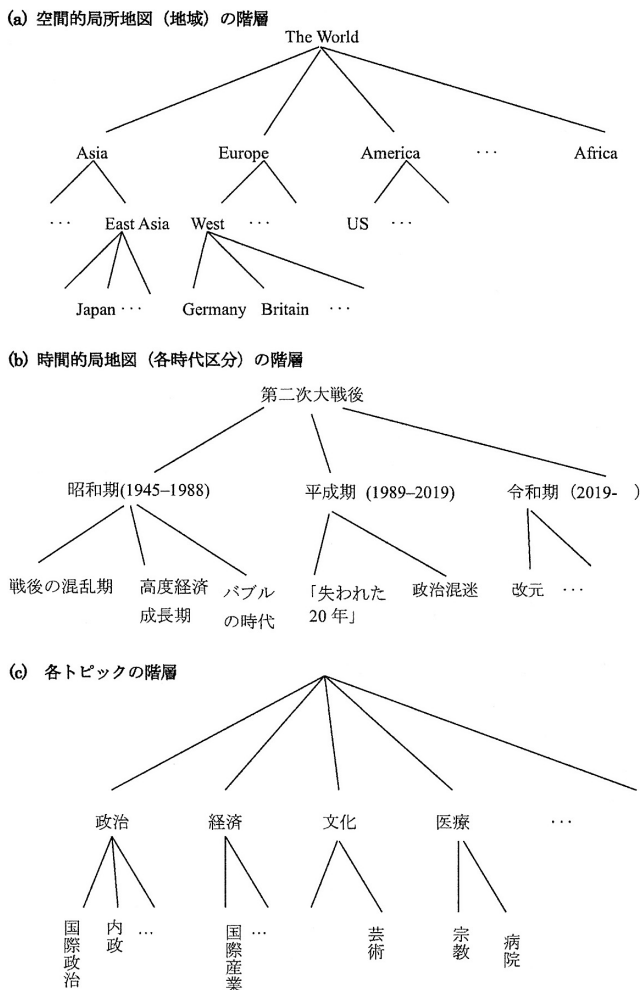 (a) 空間的局所地図（地域）の階層
The World
Asia Europe America ··· Africa
··· East Asia West ··· US ···
Japan ··· Germany Britain ···
(b) 時間的局地図（各時代区分）の階層
第二次大戦後
昭和期(1945–1988) 平成期 (1989–2019) 令和期（2019- ）
戦後の混乱期 高度経済成長期 バブルの時代 「失われた20年」 政治混迷 改元 ···
(c) 各トピックの階層
政治 経済 文化 医療 ···
国際政治 内政 ··· 国際産業 ··· 芸術 宗教 病院